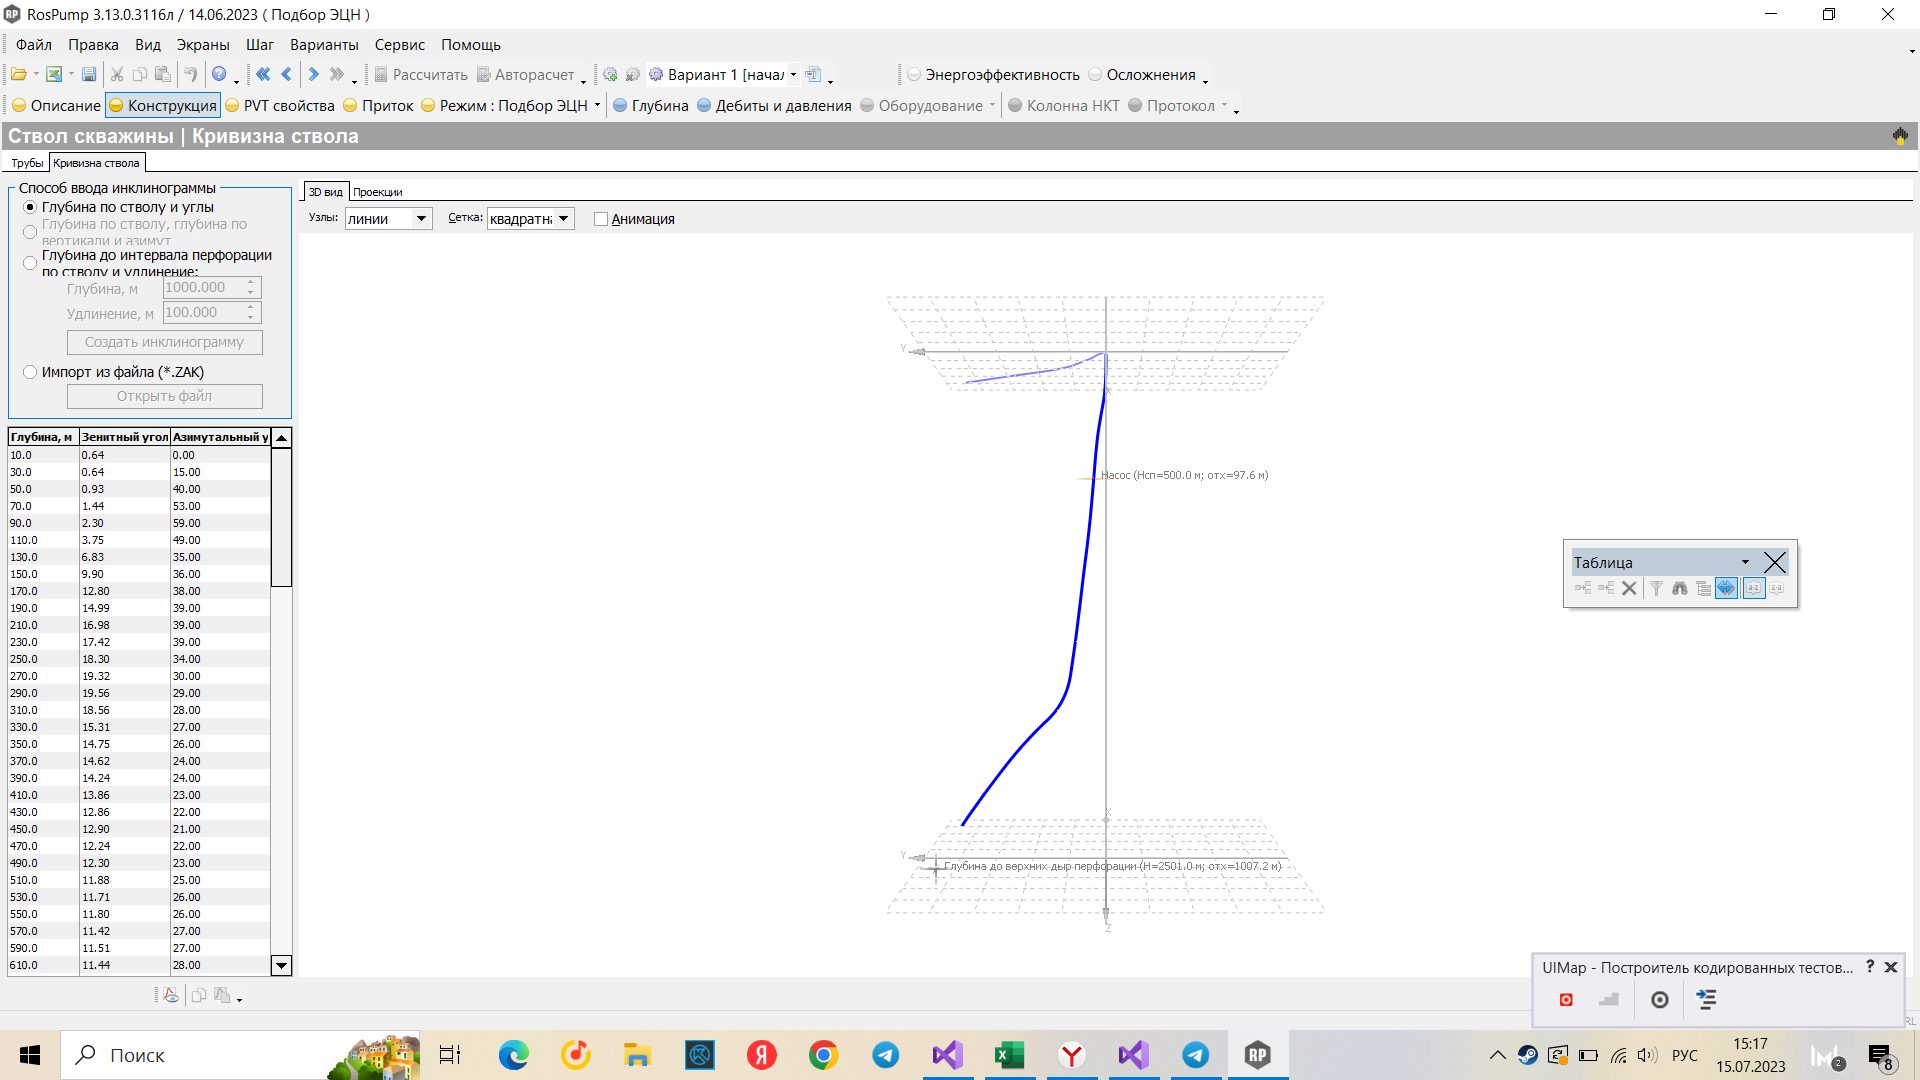 RosPump 3.13.0.3116л / 14.06.2023 ( Подбор ЭЦН )
Файл Правка Вид Экраны Шаг Варианты Сервис Помощь
Рассчитать Авторасчет Вариант 1 [начал Энергоэффективность Осложнения
Описание Конструкция PVT свойства Приток Режим : Подбор ЭЦН Глубина Дебиты и давления Оборудование Колонна НКТ Протокол
Ствол скважины | Кривизна ствола
Трубы Кривизна ствола
Способ ввода инклинограммы
Глубина по стволу и углы
Глубина по стволу, глубина по
вертикали и азимут
Глубина до интервала перфорации
по стволу и удлинение:
Глубина, м 1000.000
Удлинение, м 100.000
Создать инклинограмму
Импорт из файла (*.ZAK)
Открыть файл
Глубина, м Зенитный угол Азимутальный у
10.0 0.64 0.00
30.0 0.64 15.00
50.0 0.93 40.00
70.0 1.44 53.00
90.0 2.30 59.00
110.0 3.75 49.00
130.0 6.83 35.00
150.0 9.90 36.00
170.0 12.80 38.00
190.0 14.99 39.00
210.0 16.98 39.00
230.0 17.42 39.00
250.0 18.30 34.00
270.0 19.32 30.00
290.0 19.56 29.00
310.0 18.56 28.00
330.0 15.31 27.00
350.0 14.75 26.00
370.0 14.62 24.00
390.0 14.24 24.00
410.0 13.86 23.00
430.0 12.86 22.00
450.0 12.90 21.00
470.0 12.24 22.00
490.0 12.30 23.00
510.0 11.88 25.00
530.0 11.71 26.00
550.0 11.80 26.00
570.0 11.42 27.00
590.0 11.51 27.00
610.0 11.44 28.00
3D вид Проекции
Узлы: линии Сетка: квадратна Анимация
Y
X
Насос (Hсп=500.0 м; отх=97.6 м)
X
Y
Глубина до верхних дыр перфорации (H=2501.0 м; отх=1007.2 м)
Z
Таблица
UIMap - Построитель кодированных тестов... ?
RL
Поиск
РУС
15:17
15.07.2023
2
8